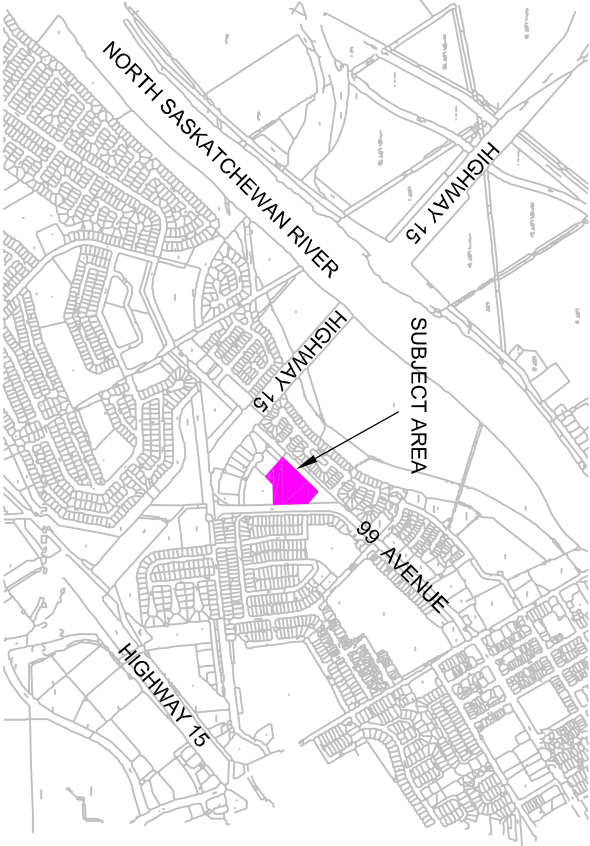 NORTH SASKATCHEWAN RIVER
HIGHWAY 15
HIGHWAY 15
SUBJECT AREA
99 AVENUE
HIGHWAY 15